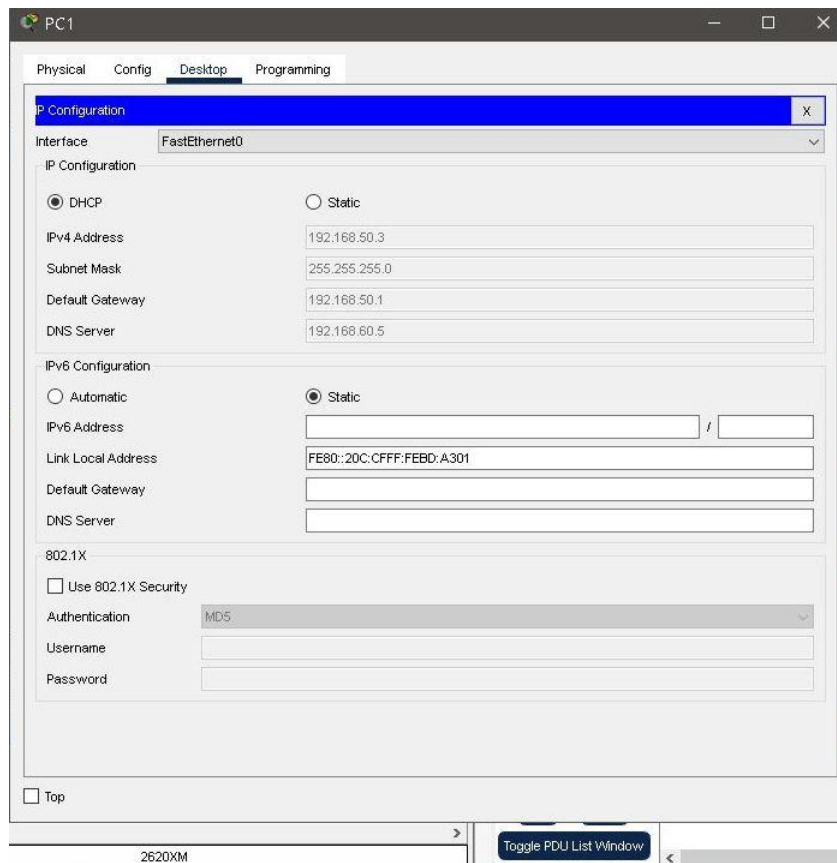 PC1
Physical Config Desktop Programming
IP Configuration X
Interface FastEthernet0
IP Configuration
DHCP Static
IPv4 Address 192.168.50.3
Subnet Mask 255.255.255.0
Default Gateway 192.168.50.1
DNS Server 192.168.60.5
IPv6 Configuration
Automatic Static
IPv6 Address /
Link Local Address FE80::20C:CFFF:FEBD:A301
Default Gateway
DNS Server
802.1X
Use 802.1X Security
Authentication MD5
Username
Password
Top
Toggle PDU List Window
2620XM